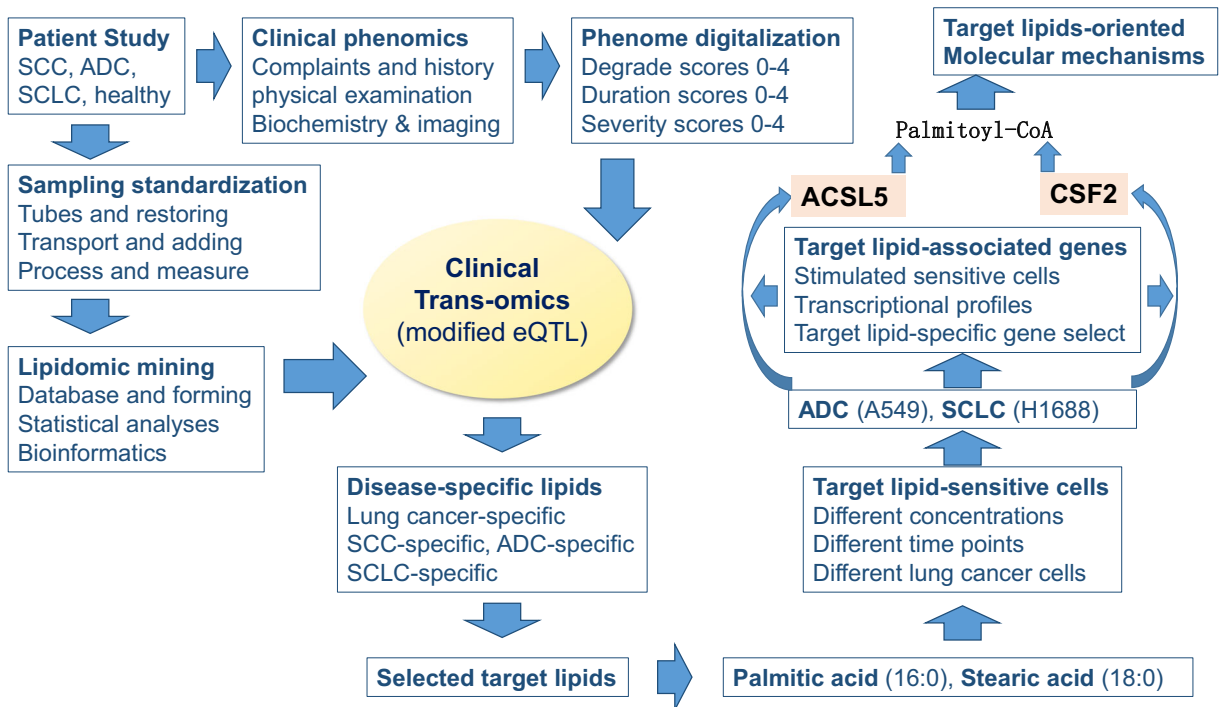 Patient Study
SCC, ADC,
SCLC, healthy
Clinical phenomics
Complaints and history
physical examination
Biochemistry & imaging
Phenome digitalization
Degrade scores 0-4
Duration scores 0-4
Severity scores 0-4
Sampling standardization
Tubes and restoring
Transport and adding
Process and measure
Lipidomic mining
Database and forming
Statistical analyses
Bioinformatics
Clinical
Trans-omics
(modified eQTL)
Disease-specific lipids
Lung cancer-specific
SCC-specific, ADC-specific
SCLC-specific
Selected target lipids
Palmitic acid (16:0), Stearic acid (18:0)
Target lipid-sensitive cells
Different concentrations
Different time points
Different lung cancer cells
ADC (A549), SCLC (H1688)
Target lipid-associated genes
Stimulated sensitive cells
Transcriptional profiles
Target lipid-specific gene select
ACSL5
CSF2
Palmitoyl-CoA
Target lipids-oriented
Molecular mechanisms